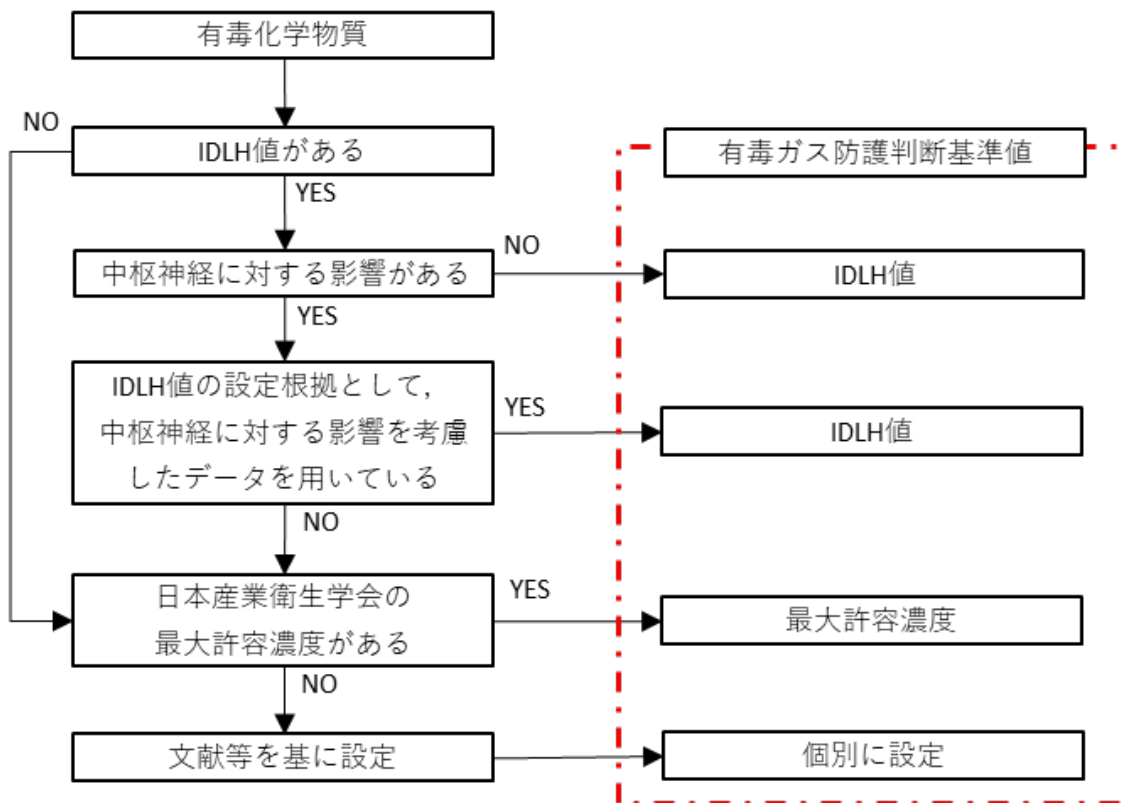 有毒化学物質
NO
IDLH値がある
有毒ガス防護判断基準値
YES
NO
中枢神経に対する影響がある
IDLH値
YES
IDLH値の設定根拠として，
中枢神経に対する影響を考慮
したデータを用いている
YES
IDLH値
NO
日本産業衛生学会の
最大許容濃度がある
YES
最大許容濃度
NO
文献等を基に設定
個別に設定